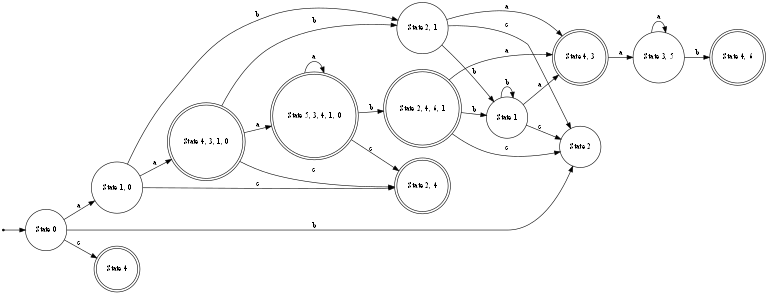 b
a
State 2, 1
c
b
State 4, 3
a
a
State 3, 5
b
State 4, 6
a
b
a
b
State 5, 3, 4, 1, 0
b
State 2, 4, 6, 1
b
State 1
a
State 4, 3, 1, 0
a
c
c
State 2
a
c
c
State 1, 0
c
State 2, 4
a
State 0
b
c
State 4